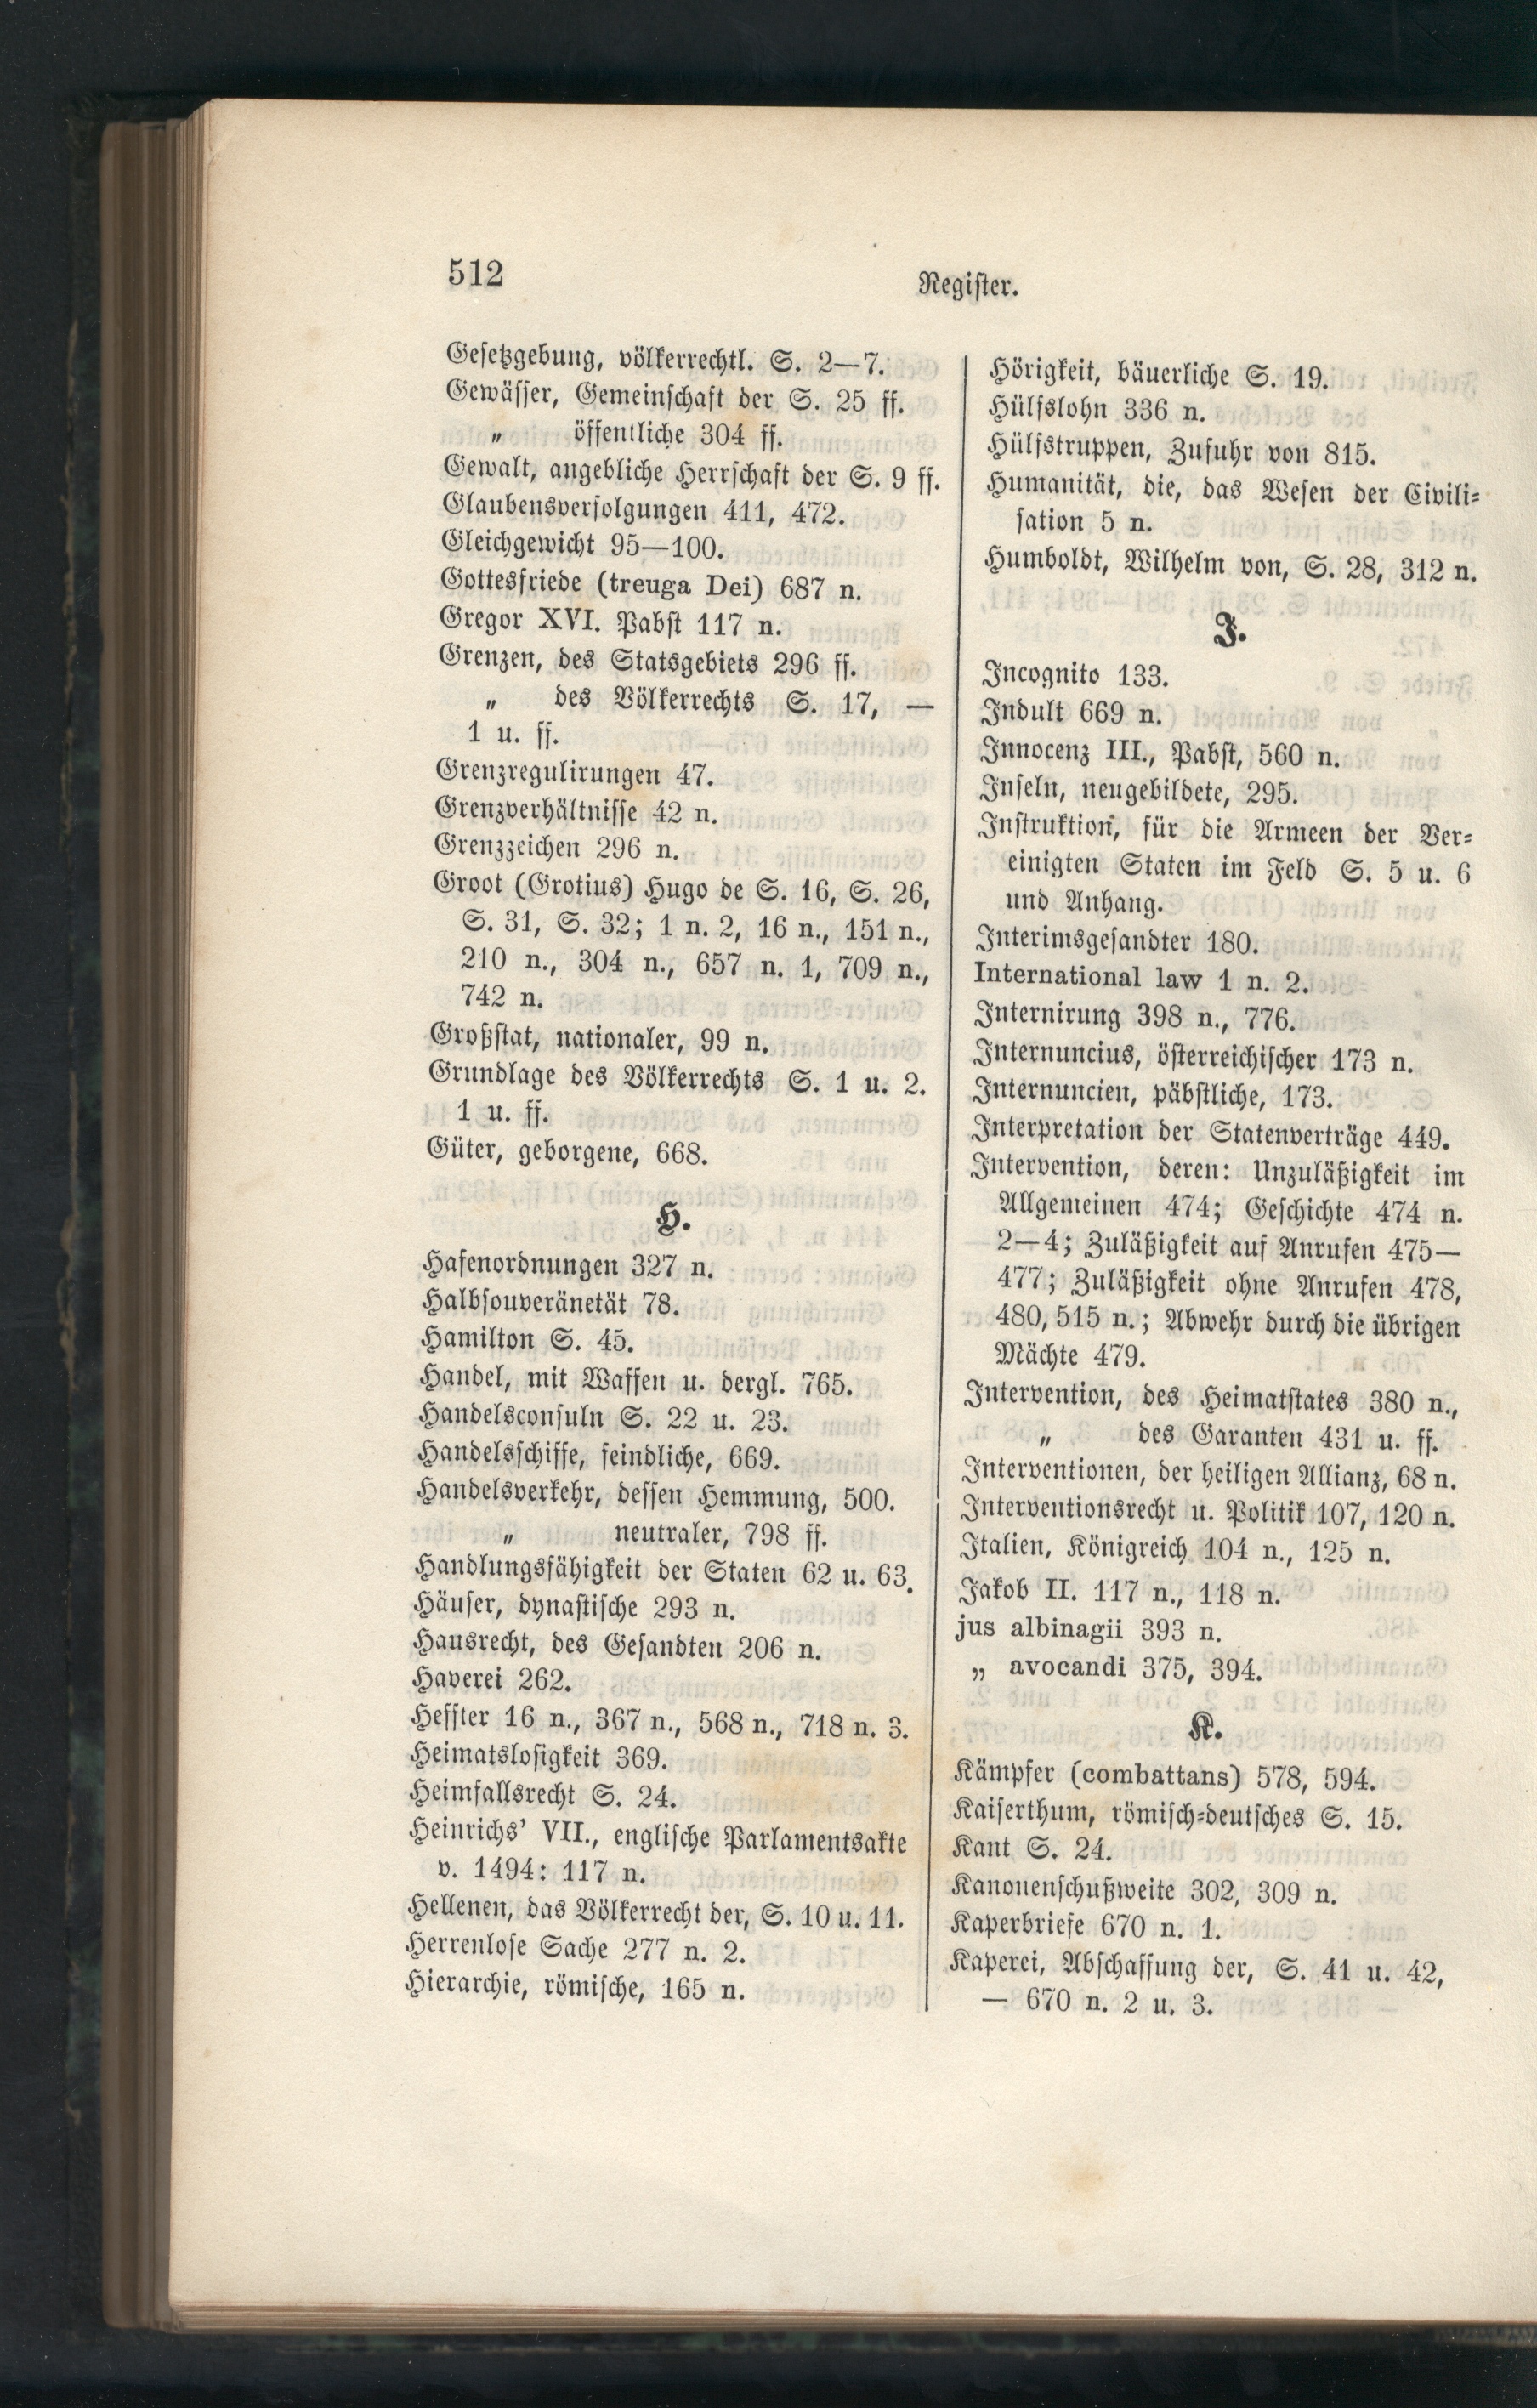 512
Register.
Gesetzgebung, völkerrechtl. S. 2—7.
Gewässer, Gemeinschaft der S. 25 ff.
„ öffentliche 304 ff.
Gewalt, angebliche Herrschaft der S. 9 ff.
Glaubensverfolgungen 411, 472.
Gleichgewicht 95—100.
Gottesfriede (treuga Dei) 687 n.
Gregor XVI. Pabst 117 n.
Grenzen, des Statsgebiets 296 ff.
„ des Völkerrechts S. 17, —
1 u. ff.
Grenzregulirungen 47.
Grenzverhältnisse 42 n.
Grenzzeichen 296 n.
Groot (Grotius) Hugo de S. 16, S. 26,
S. 31, S. 32; 1 n. 2, 16 n., 151 n.,
210 n., 304 n., 657 n. 1, 709 n.,
742 n.
Großstat, nationaler, 99 n.
Grundlage des Völkerrechts S. 1 u. 2.
1 u. ff.
Güter, geborgene, 668.
H.
Hafenordnungen 327 n.
Halbsouveränetät 78.
Hamilton S. 45.
Handel, mit Waffen u. dergl. 765.
Handelsconsuln S. 22 u. 23.
Handelsschiffe, feindliche, 669.
Handelsverkehr, dessen Hemmung, 500.
„ neutraler, 798 ff.
Handlungsfähigkeit der Staten 62 u. 63.
Häuser, dynastische 293 n.
Hausrecht, des Gesandten 206 n.
Haverei 262.
Heffter 16 n., 367 n., 568 n., 718 n. 3.
Heimatslosigkeit 369.
Heimfallsrecht S. 24.
Heinrichs’ VII., englische Parlamentsakte
v. 1494: 117 n.
Hellenen, das Völkerrecht der, S. 10 u. 11.
Herrenlose Sache 277 n. 2.
Hierarchie, römische, 165 n.
Hörigkeit, bäuerliche S. 19.
Hülfslohn 336 n.
Hülfstruppen, Zufuhr von 815.
Humanität, die, das Wesen der Civili-
sation 5 n.
Humboldt, Wilhelm von, S. 28, 312 n.
I.
Incognito 133.
Indult 669 n.
Innocenz III., Pabst, 560 n.
Inseln, neugebildete, 295.
Instruktion, für die Armeen der Ver-
einigten Staten im Feld S. 5 u. 6
und Anhang.
Interimsgesandter 180.
International law 1 n. 2.
Internirung 398 n., 776.
Internuncius, österreichischer 173 n.
Internuncien, päbstliche, 173.
Interpretation der Statenverträge 449.
Intervention, deren: Unzuläßigkeit im
Allgemeinen 474; Geschichte 474 n.
2—4; Zuläßigkeit auf Anrufen 475—
477; Zuläßigkeit ohne Anrufen 478,
480, 515 n.; Abwehr durch die übrigen
Mächte 479.
Intervention, des Heimatstates 380 n.,
„ des Garanten 431 u. ff.
Interventionen, der heiligen Allianz, 68 n.
Interventionsrecht u. Politik 107, 120 n.
Italien, Königreich 104 n., 125 n.
Jakob II. 117 n., 118 n.
jus albinagii 393 n.
„ avocandi 375, 394.
K.
Kämpfer (combattans) 578, 594.
Kaiserthum, römisch-deutsches S. 15.
Kant S. 24.
Kanonenschußweite 302, 309 n.
Kaperbriefe 670 n. 1.
Kaperei, Abschaffung der, S. 41 u. 42,
— 670 n. 2 u. 3.